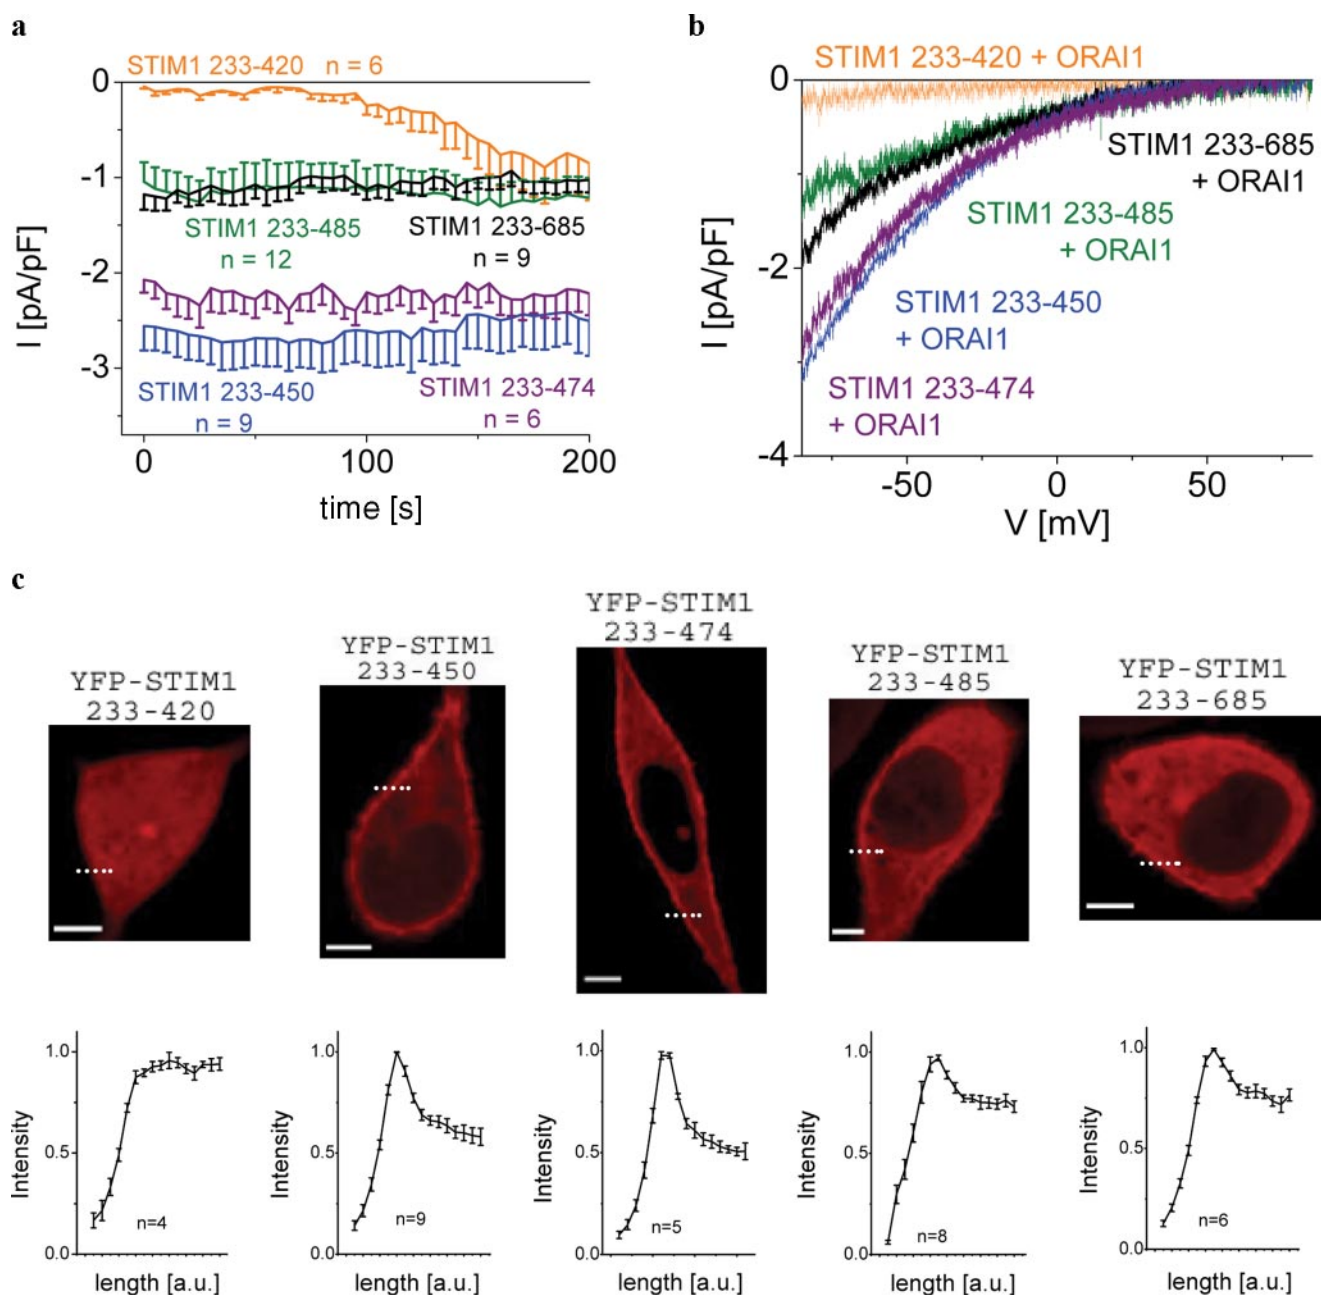 a
STIM1 233-420 n = 6
0
-1
-2
-3
I [pA/pF]
STIM1 233-485
n = 12
STIM1 233-685
n = 9
STIM1 233-450
n = 9
STIM1 233-474
n = 6
0
100
200
time [s]
b
STIM1 233-420 + ORAI1
0
-2
-4
I [pA/pF]
STIM1 233-685
+ ORAI1
STIM1 233-485
+ ORAI1
STIM1 233-450
+ ORAI1
STIM1 233-474
+ ORAI1
-50
0
50
V [mV]
c
YFP-STIM1
233-420
YFP-STIM1
233-450
YFP-STIM1
233-474
YFP-STIM1
233-485
YFP-STIM1
233-685
1.0
0.5
0.0
Intensity
n=4
length [a.u.]
1.0
0.5
0.0
Intensity
n=9
length [a.u.]
1.0
0.5
0.0
Intensity
n=5
length [a.u.]
1.0
0.5
0.0
Intensity
n=8
length [a.u.]
1.0
0.5
0.0
Intensity
n=6
length [a.u.]